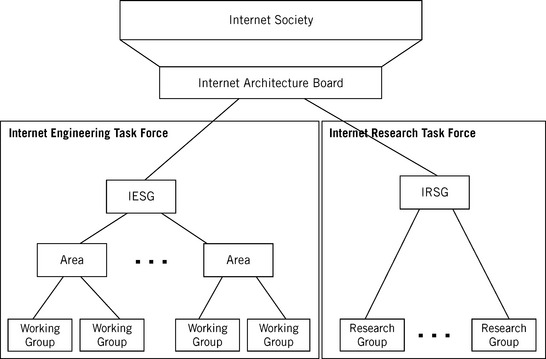 Internet Society
Internet Architecture Board
Internet Engineering Task Force
Internet Research Task Force
IESG
IRSG
Area
. . .
Area
Working
Group
Working
Group
Working
Group
Working
Group
Research
Group
. . .
Research
Group